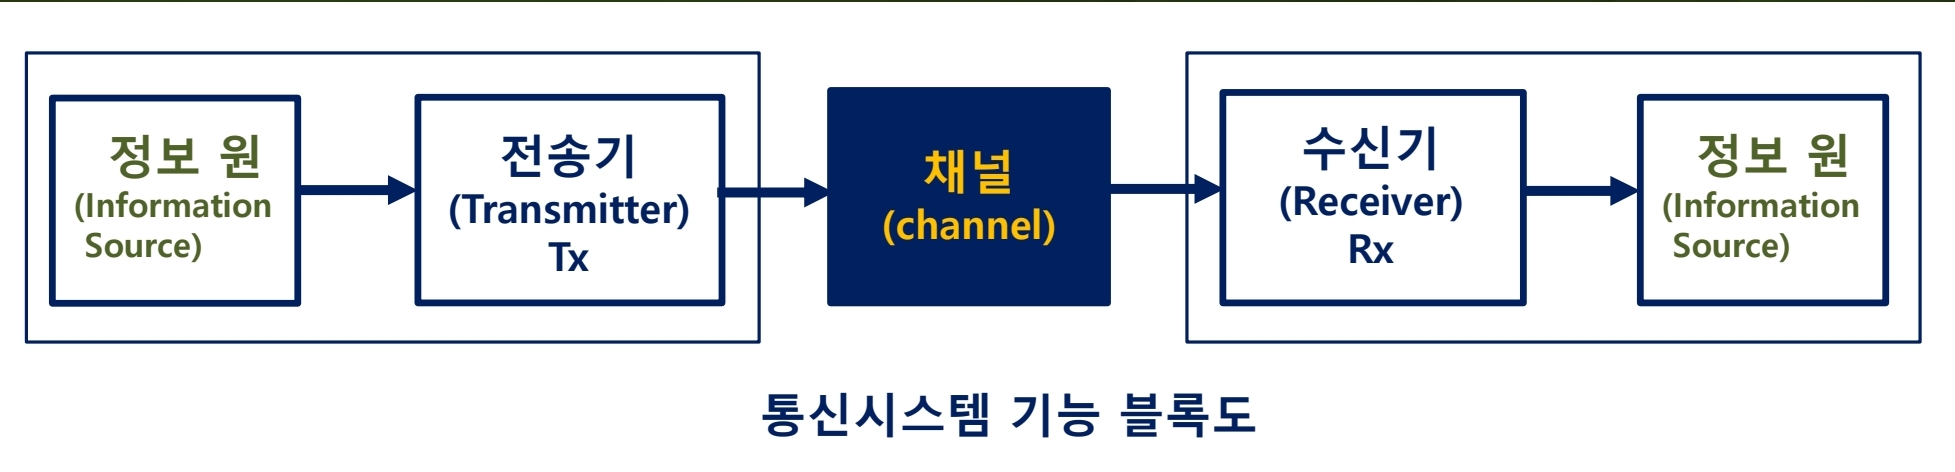 정보 원
(Information
Source)
전송기
(Transmitter)
Tx
채널
(channel)
수신기
(Receiver)
Rx
정보 원
(Information
Source)
통신시스템 기능 블록도